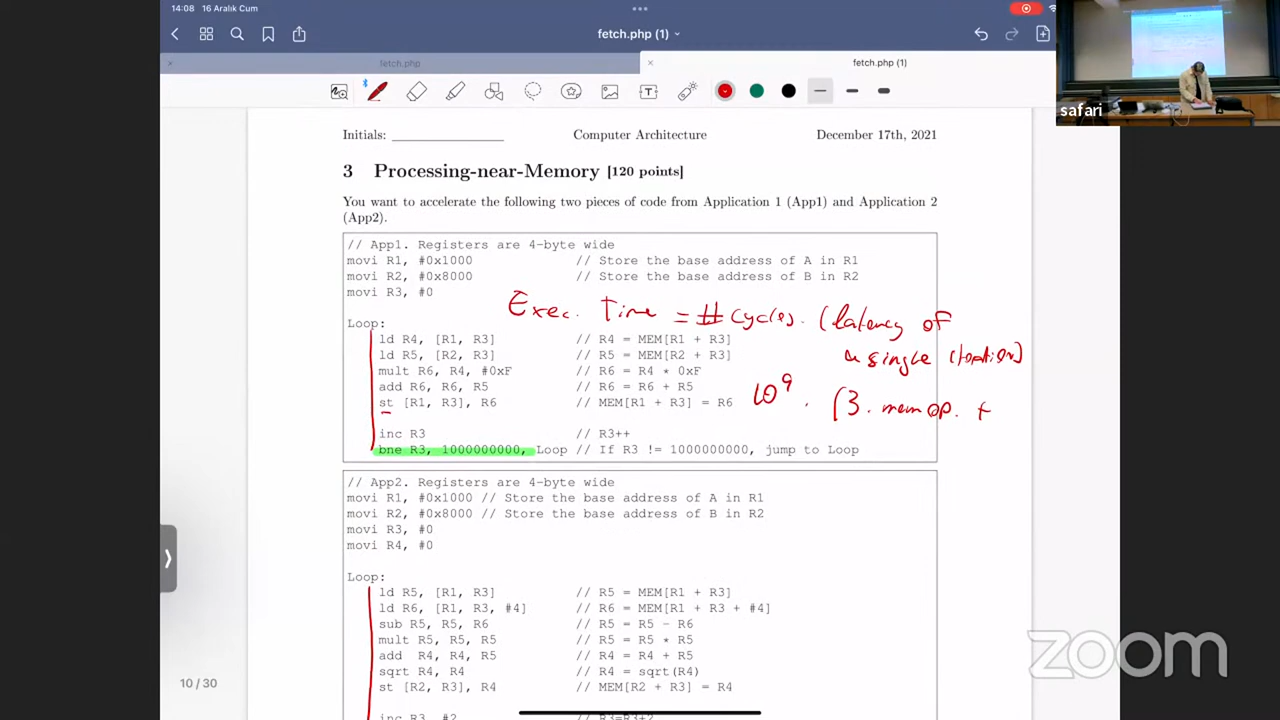 14:08 16 Aralık Cum
fetch.php (1)
fetch.php
fetch.php (1)
safari
Initials:
Computer Architecture
December 17th, 2021
3 Processing-near-Memory [120 points]
You want to accelerate the following two pieces of code from Application 1 (App1) and Application 2
(App2).
// App1. Registers are 4-byte wide
movi R1, #0x1000 // Store the base address of A in R1
movi R2, #0x8000 // Store the base address of B in R2
movi R3, #0
Exec. Time = # cycles. (latency of
a single iteration)
10^9 . (3. mem op. +
Loop:
ld R4, [R1, R3] // R4 = MEM[R1 + R3]
ld R5, [R2, R3] // R5 = MEM[R2 + R3]
mult R6, R4, #0xF // R6 = R4 * 0xF
add R6, R6, R5 // R6 = R6 + R5
st [R1, R3], R6 // MEM[R1 + R3] = R6
inc R3 // R3++
bne R3, 1000000000, Loop // If R3 != 1000000000, jump to Loop
// App2. Registers are 4-byte wide
movi R1, #0x1000 // Store the base address of A in R1
movi R2, #0x8000 // Store the base address of B in R2
movi R3, #0
movi R4, #0
Loop:
ld R5, [R1, R3] // R5 = MEM[R1 + R3]
ld R6, [R1, R3, #4] // R6 = MEM[R1 + R3 + #4]
sub R5, R5, R6 // R5 = R5 - R6
mult R5, R5, R5 // R5 = R5 * R5
add R4, R4, R5 // R4 = R4 + R5
sqrt R4, R4 // R4 = sqrt(R4)
st [R2, R3], R4 // MEM[R2 + R3] = R4
inc R3, #2 // R3=R3+2
10 / 30
zoom